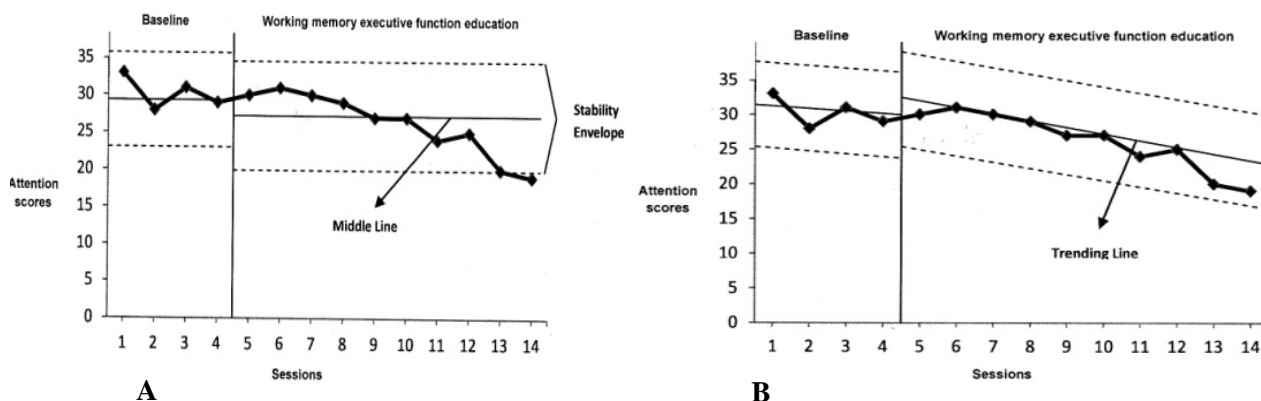 Baseline
Working memory executive function education
35
30
25
20
15
10
5
0
Attention
scores
Stability
Envelope
Middle Line
1 2 3 4 5 6 7 8 9 10 11 12 13 14
Sessions
A
Baseline
Working memory executive function education
35
30
25
20
15
10
5
0
Attention
scores
Trending Line
1 2 3 4 5 6 7 8 9 10 11 12 13 14
Sessions
B